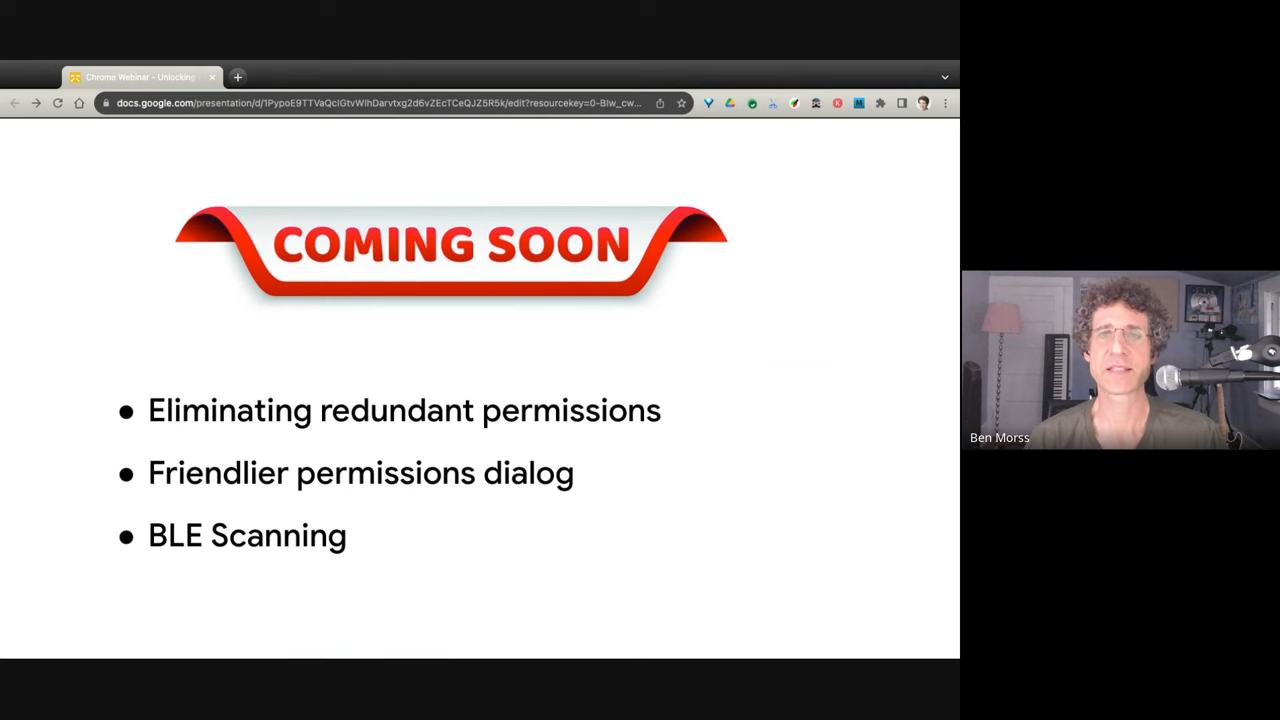 Chrome Webinar - Unlocking
docs.google.com/presentation/d/1PypoE9TTVaQcIGtvWlhDarvtxg2d6vZEcTCeQJZ5R5k/edit?resourcekey=0-Blw_cw...
COMING SOON
• Eliminating redundant permissions
• Friendlier permissions dialog
• BLE Scanning
Ben Morss